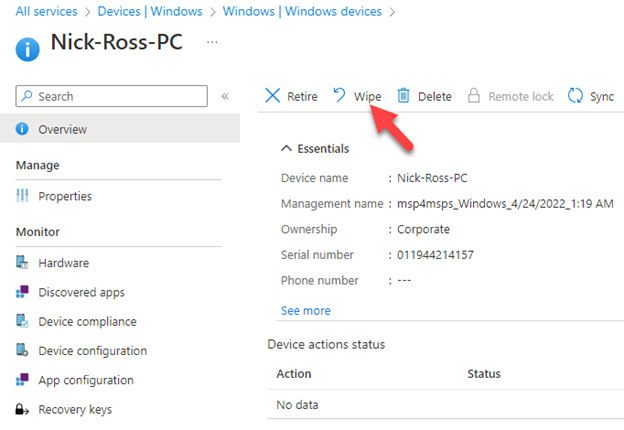 All services > Devices | Windows > Windows | Windows devices >
Nick-Ross-PC ...
Search «
Overview
Manage
Properties
Monitor
Hardware
Discovered apps
Device compliance
Device configuration
App configuration
Recovery keys
Retire Wipe Delete Remote lock Sync
Essentials
Device name : Nick-Ross-PC
Management name : msp4msps_Windows_4/24/2022_1:19 AM
Ownership : Corporate
Serial number : 011944214157
Phone number : ---
See more
Device actions status
Action Status
No data